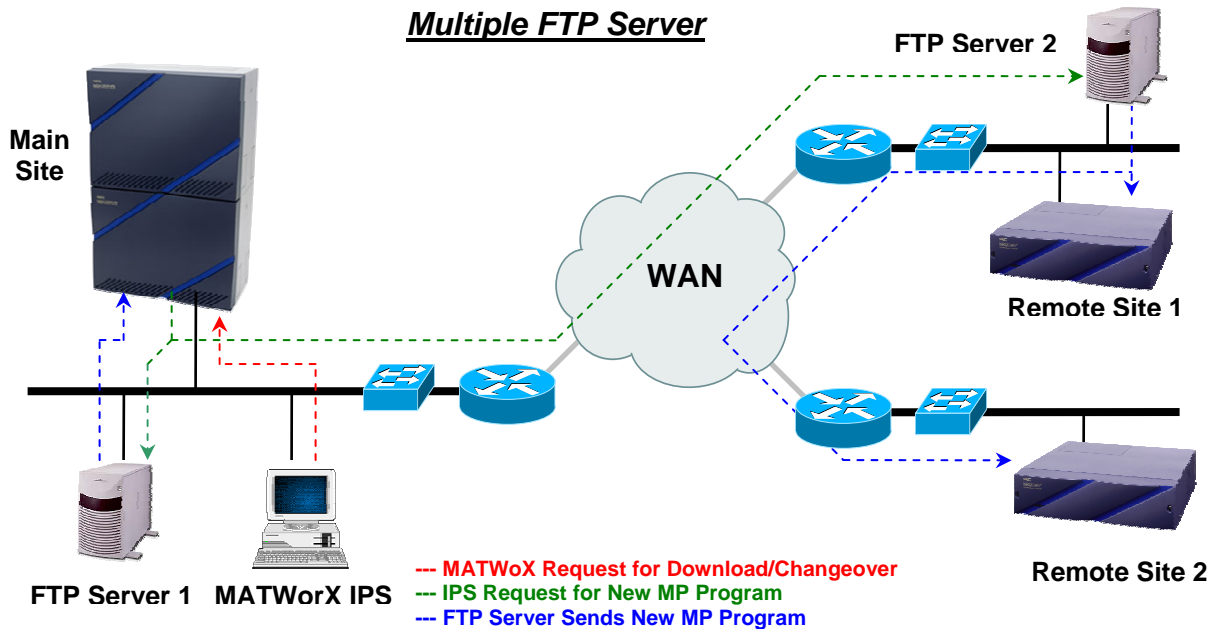 Multiple FTP Server
FTP Server 2
Main
Site
WAN
Remote Site 1
FTP Server 1
MATWorX IPS
Remote Site 2
--- MATWoX Request for Download/Changeover
--- IPS Request for New MP Program
--- FTP Server Sends New MP Program